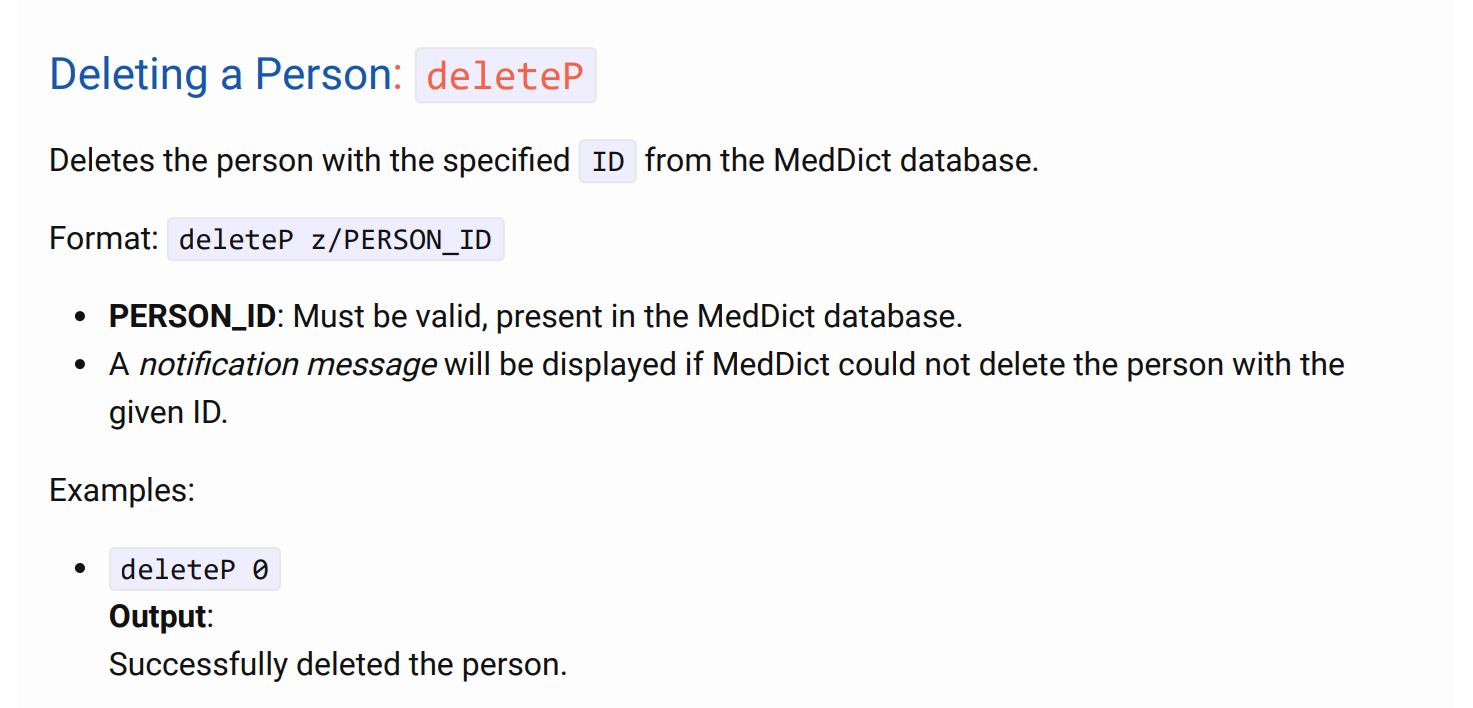 Deleting a Person: deleteP
Deletes the person with the specified ID from the MedDict database.
Format: deleteP z/PERSON_ID
• PERSON_ID: Must be valid, present in the MedDict database.
• A notification message will be displayed if MedDict could not delete the person with the
given ID.
Examples:
• deleteP 0
Output:
Successfully deleted the person.